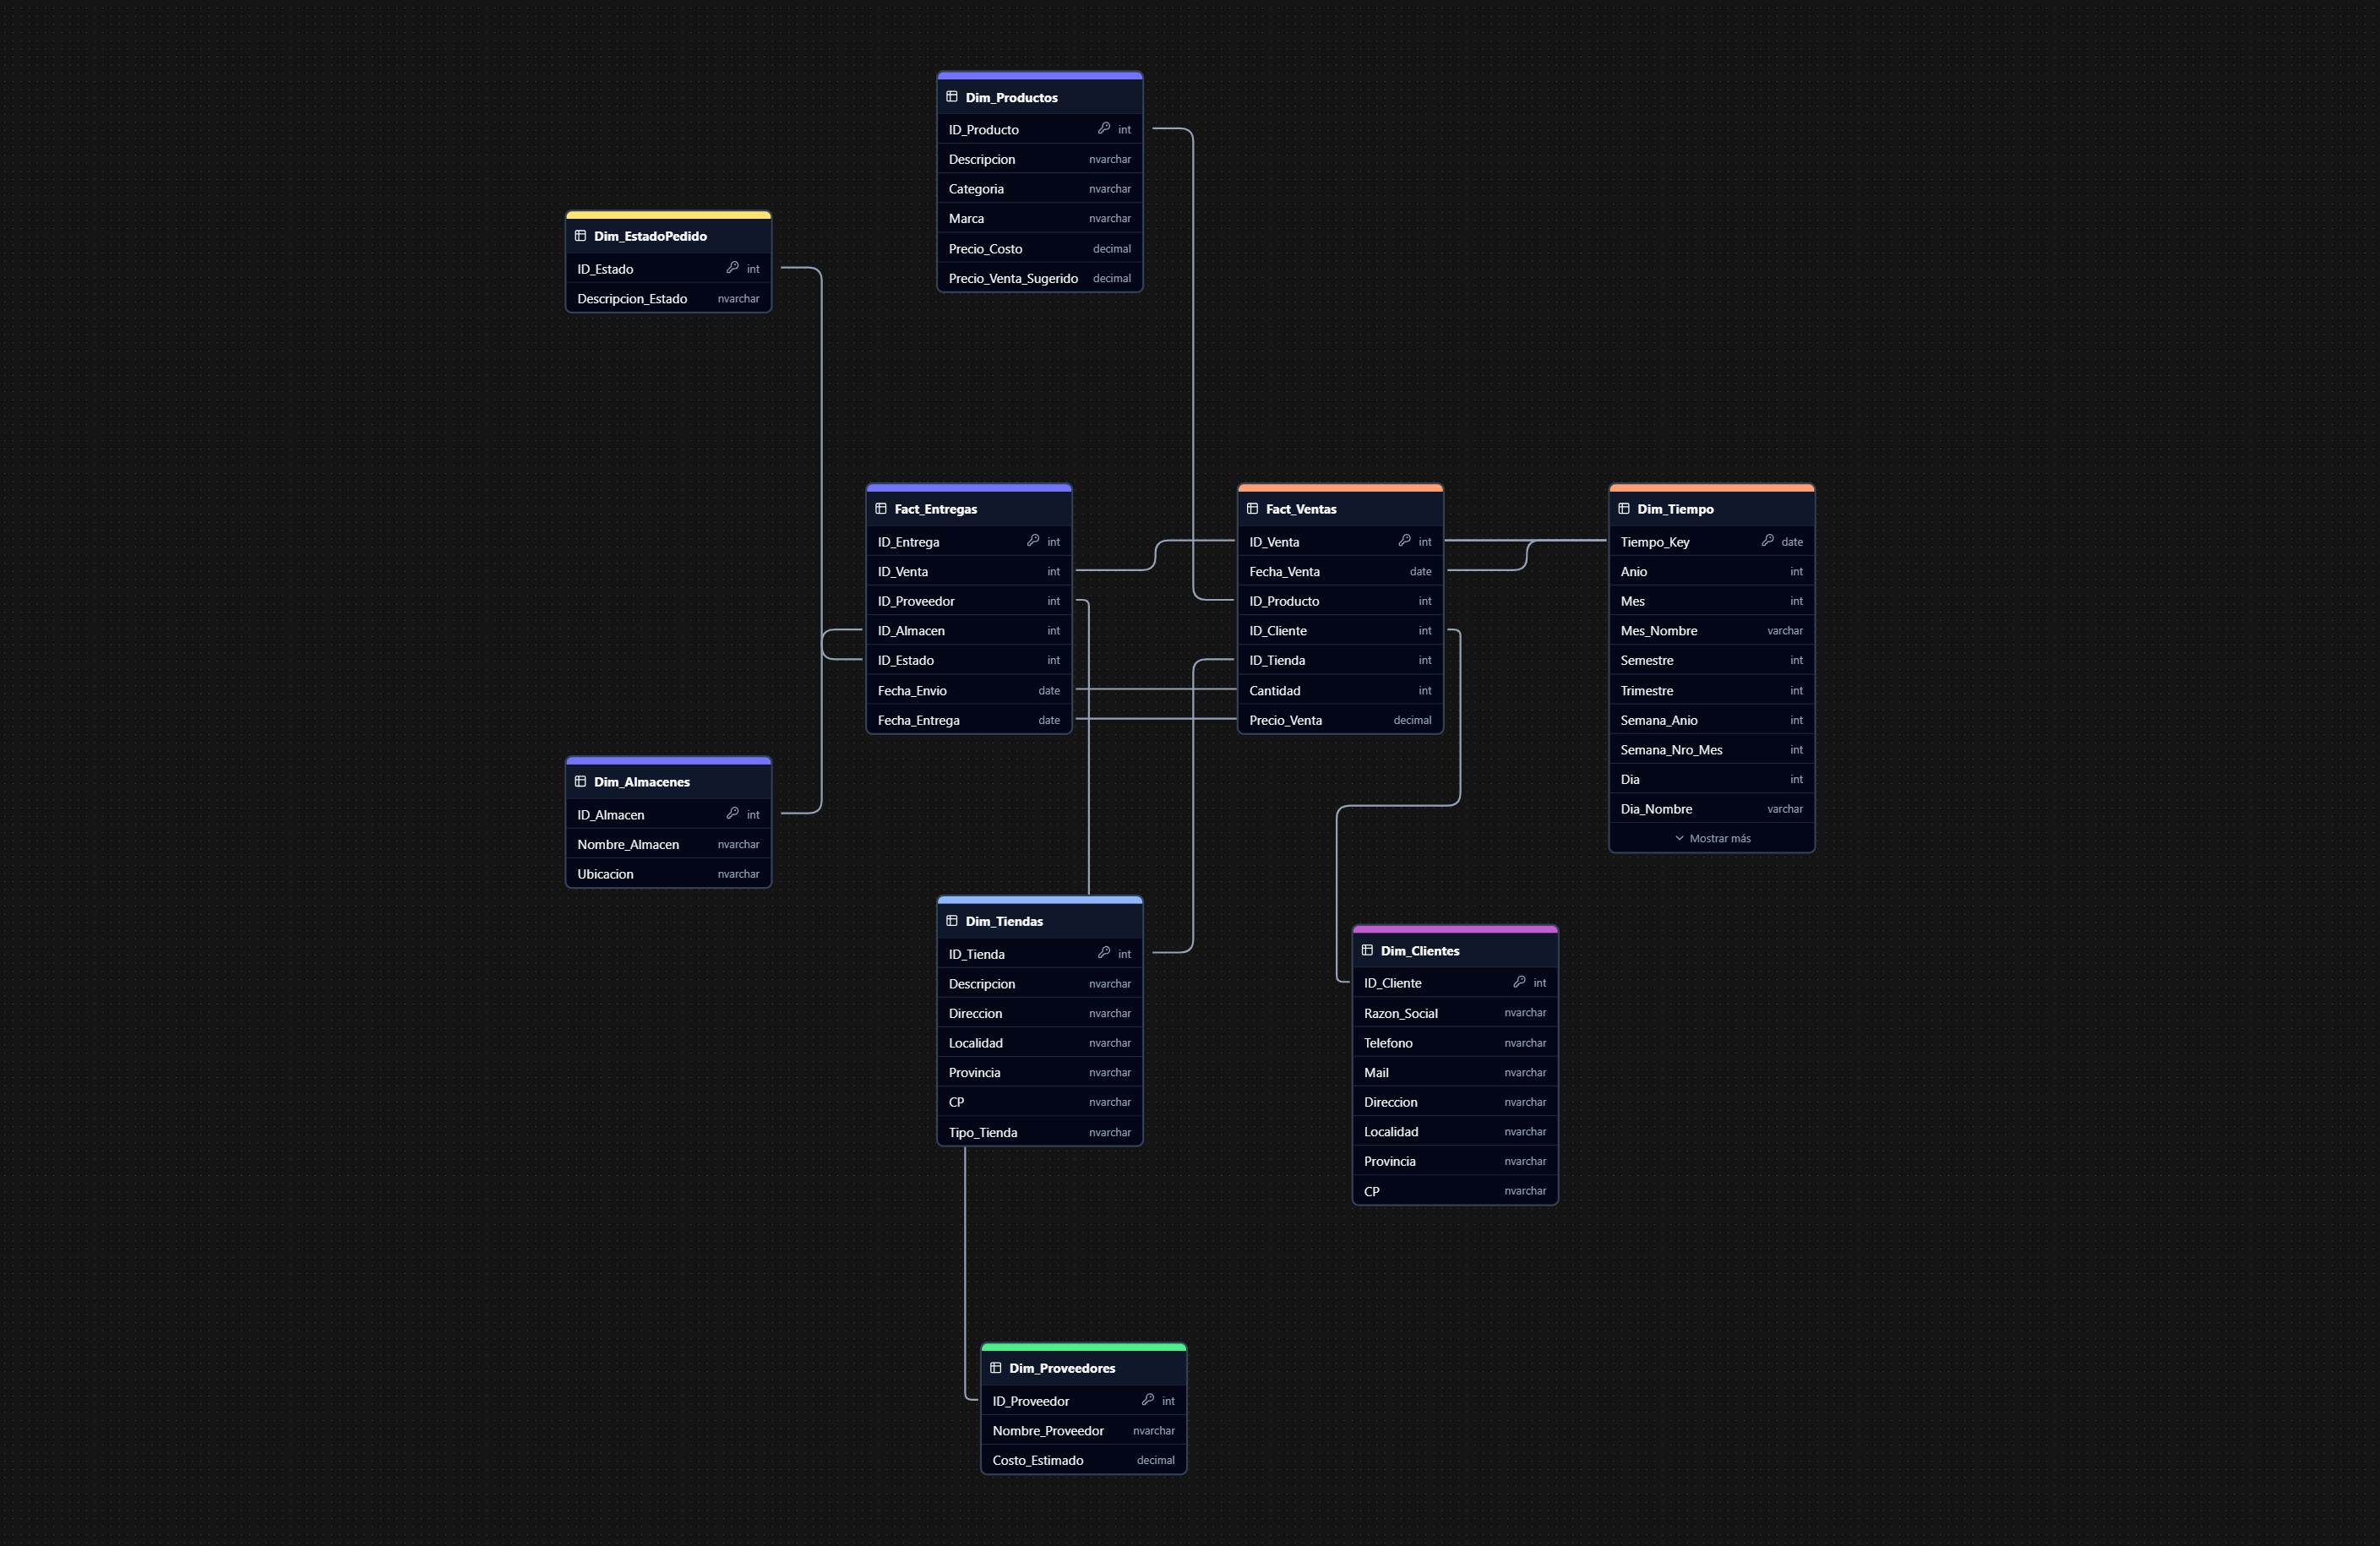 Dim_Productos
ID_Producto int
Descripcion nvarchar
Categoria nvarchar
Marca nvarchar
Precio_Costo decimal
Precio_Venta_Sugerido decimal
Dim_EstadoPedido
ID_Estado int
Descripcion_Estado nvarchar
Fact_Entregas
ID_Entrega int
ID_Venta int
ID_Proveedor int
ID_Almacen int
ID_Estado int
Fecha_Envio date
Fecha_Entrega date
Fact_Ventas
ID_Venta int
Fecha_Venta date
ID_Producto int
ID_Cliente int
ID_Tienda int
Cantidad int
Precio_Venta decimal
Dim_Tiempo
Tiempo_Key date
Anio int
Mes int
Mes_Nombre varchar
Semestre int
Trimestre int
Semana_Anio int
Semana_Nro_Mes int
Dia int
Dia_Nombre varchar
Mostrar más
Dim_Almacenes
ID_Almacen int
Nombre_Almacen nvarchar
Ubicacion nvarchar
Dim_Tiendas
ID_Tienda int
Descripcion nvarchar
Direccion nvarchar
Localidad nvarchar
Provincia nvarchar
CP nvarchar
Tipo_Tienda nvarchar
Dim_Clientes
ID_Cliente int
Razon_Social nvarchar
Telefono nvarchar
Mail nvarchar
Direccion nvarchar
Localidad nvarchar
Provincia nvarchar
CP nvarchar
Dim_Proveedores
ID_Proveedor int
Nombre_Proveedor nvarchar
Costo_Estimado decimal